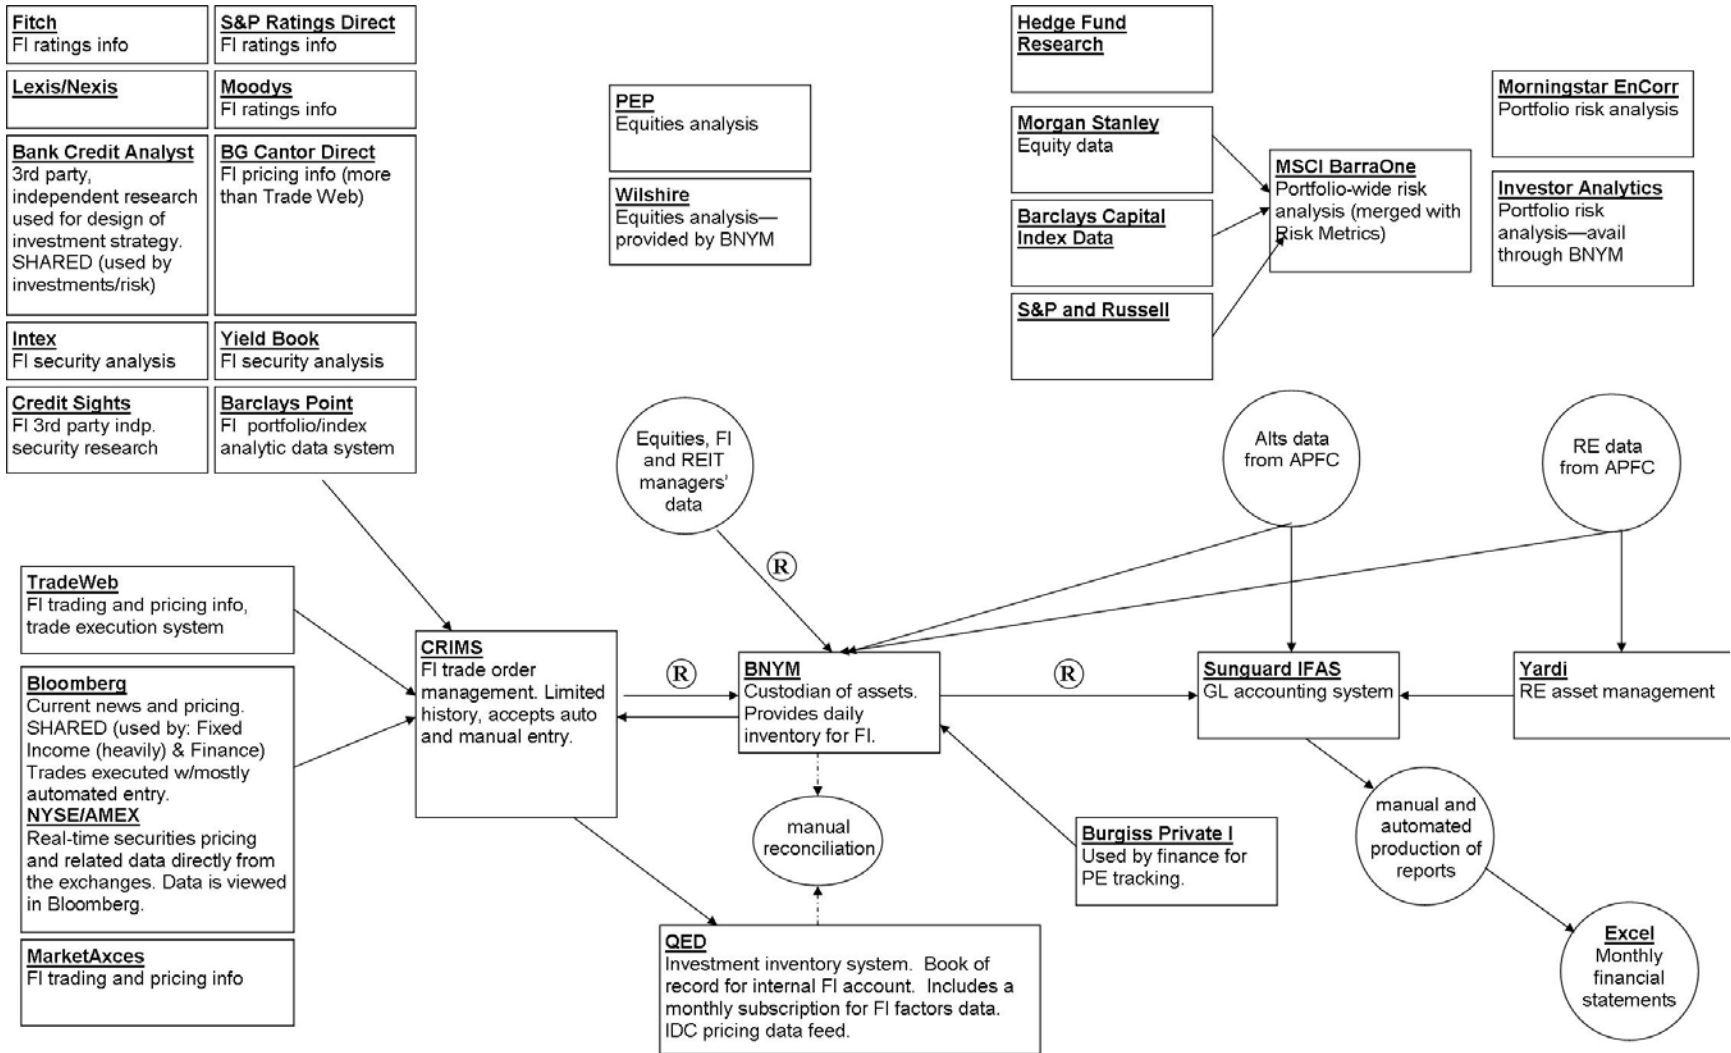 Fitch
FI ratings info
S&P Ratings Direct
FI ratings info
Lexis/Nexis
Moodys
FI ratings info
Bank Credit Analyst
3rd party,
independent research
used for design of
investment strategy.
SHARED (used by
investments/risk)
BG Cantor Direct
FI pricing info (more
than Trade Web)
Intex
FI security analysis
Yield Book
FI security analysis
Credit Sights
FI 3rd party indp.
security research
Barclays Point
FI portfolio/index
analytic data system
PEP
Equities analysis
Wilshire
Equities analysis—
provided by BNYM
Hedge Fund
Research
Morgan Stanley
Equity data
Barclays Capital
Index Data
S&P and Russell
MSCI BarraOne
Portfolio-wide risk
analysis (merged with
Risk Metrics)
Morningstar EnCorr
Portfolio risk analysis
Investor Analytics
Portfolio risk
analysis—avail
through BNYM
Equities, FI
and REIT
managers'
data
Alts data
from APFC
RE data
from APFC
R
TradeWeb
FI trading and pricing info,
trade execution system
Bloomberg
Current news and pricing.
SHARED (used by: Fixed
Income (heavily) & Finance)
Trades executed w/mostly
automated entry.
NYSE/AMEX
Real-time securities pricing
and related data directly from
the exchanges. Data is viewed
in Bloomberg.
MarketAxces
FI trading and pricing info
CRIMS
FI trade order
management. Limited
history, accepts auto
and manual entry.
R
BNYM
Custodian of assets.
Provides daily
inventory for FI.
R
Sunguard IFAS
GL accounting system
Yardi
RE asset management
manual
reconciliation
Burgiss Private I
Used by finance for
PE tracking.
manual and
automated
production of
reports
QED
Investment inventory system. Book of
record for internal FI account. Includes a
monthly subscription for FI factors data.
IDC pricing data feed.
Excel
Monthly
financial
statements